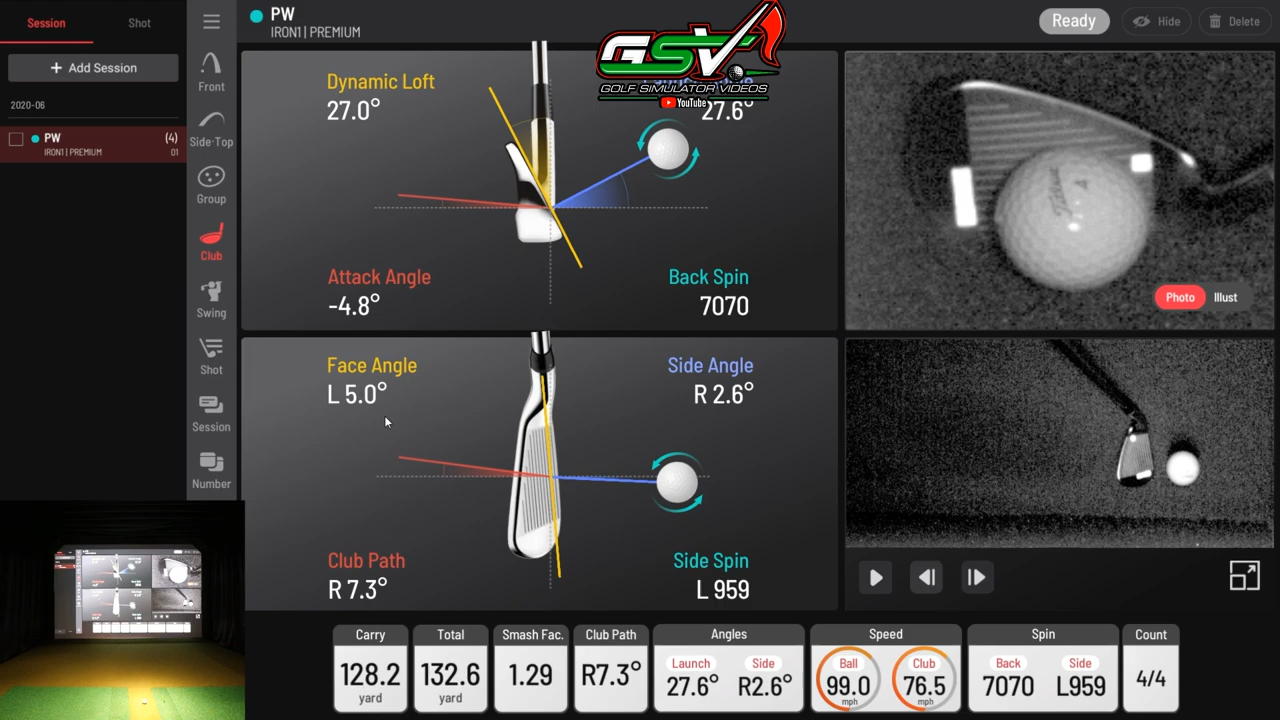 Session
Shot
+ Add Session
2020-06
PW
(4)
IRON1 | PREMIUM
01
Front
Side·Top
Group
Club
Swing
Shot
Session
Number
PW
IRON1 | PREMIUM
Ready
Hide
Delete
GSV
GOLF SIMULATOR VIDEOS
YouTube
Dynamic Loft
27.0°
27.6°
Attack Angle
-4.8°
Back Spin
7070
Titleist
4
Photo
Illust
Face Angle
L 5.0°
Side Angle
R 2.6°
Club Path
R 7.3°
Side Spin
L 959
Carry
128.2
yard
Total
132.6
yard
Smash Fac.
1.29
Club Path
R7.3°
Angles
Launch
27.6°
Side
R2.6°
Speed
Ball
99.0
mph
Club
76.5
mph
Spin
Back
7070
Side
L959
Count
4/4